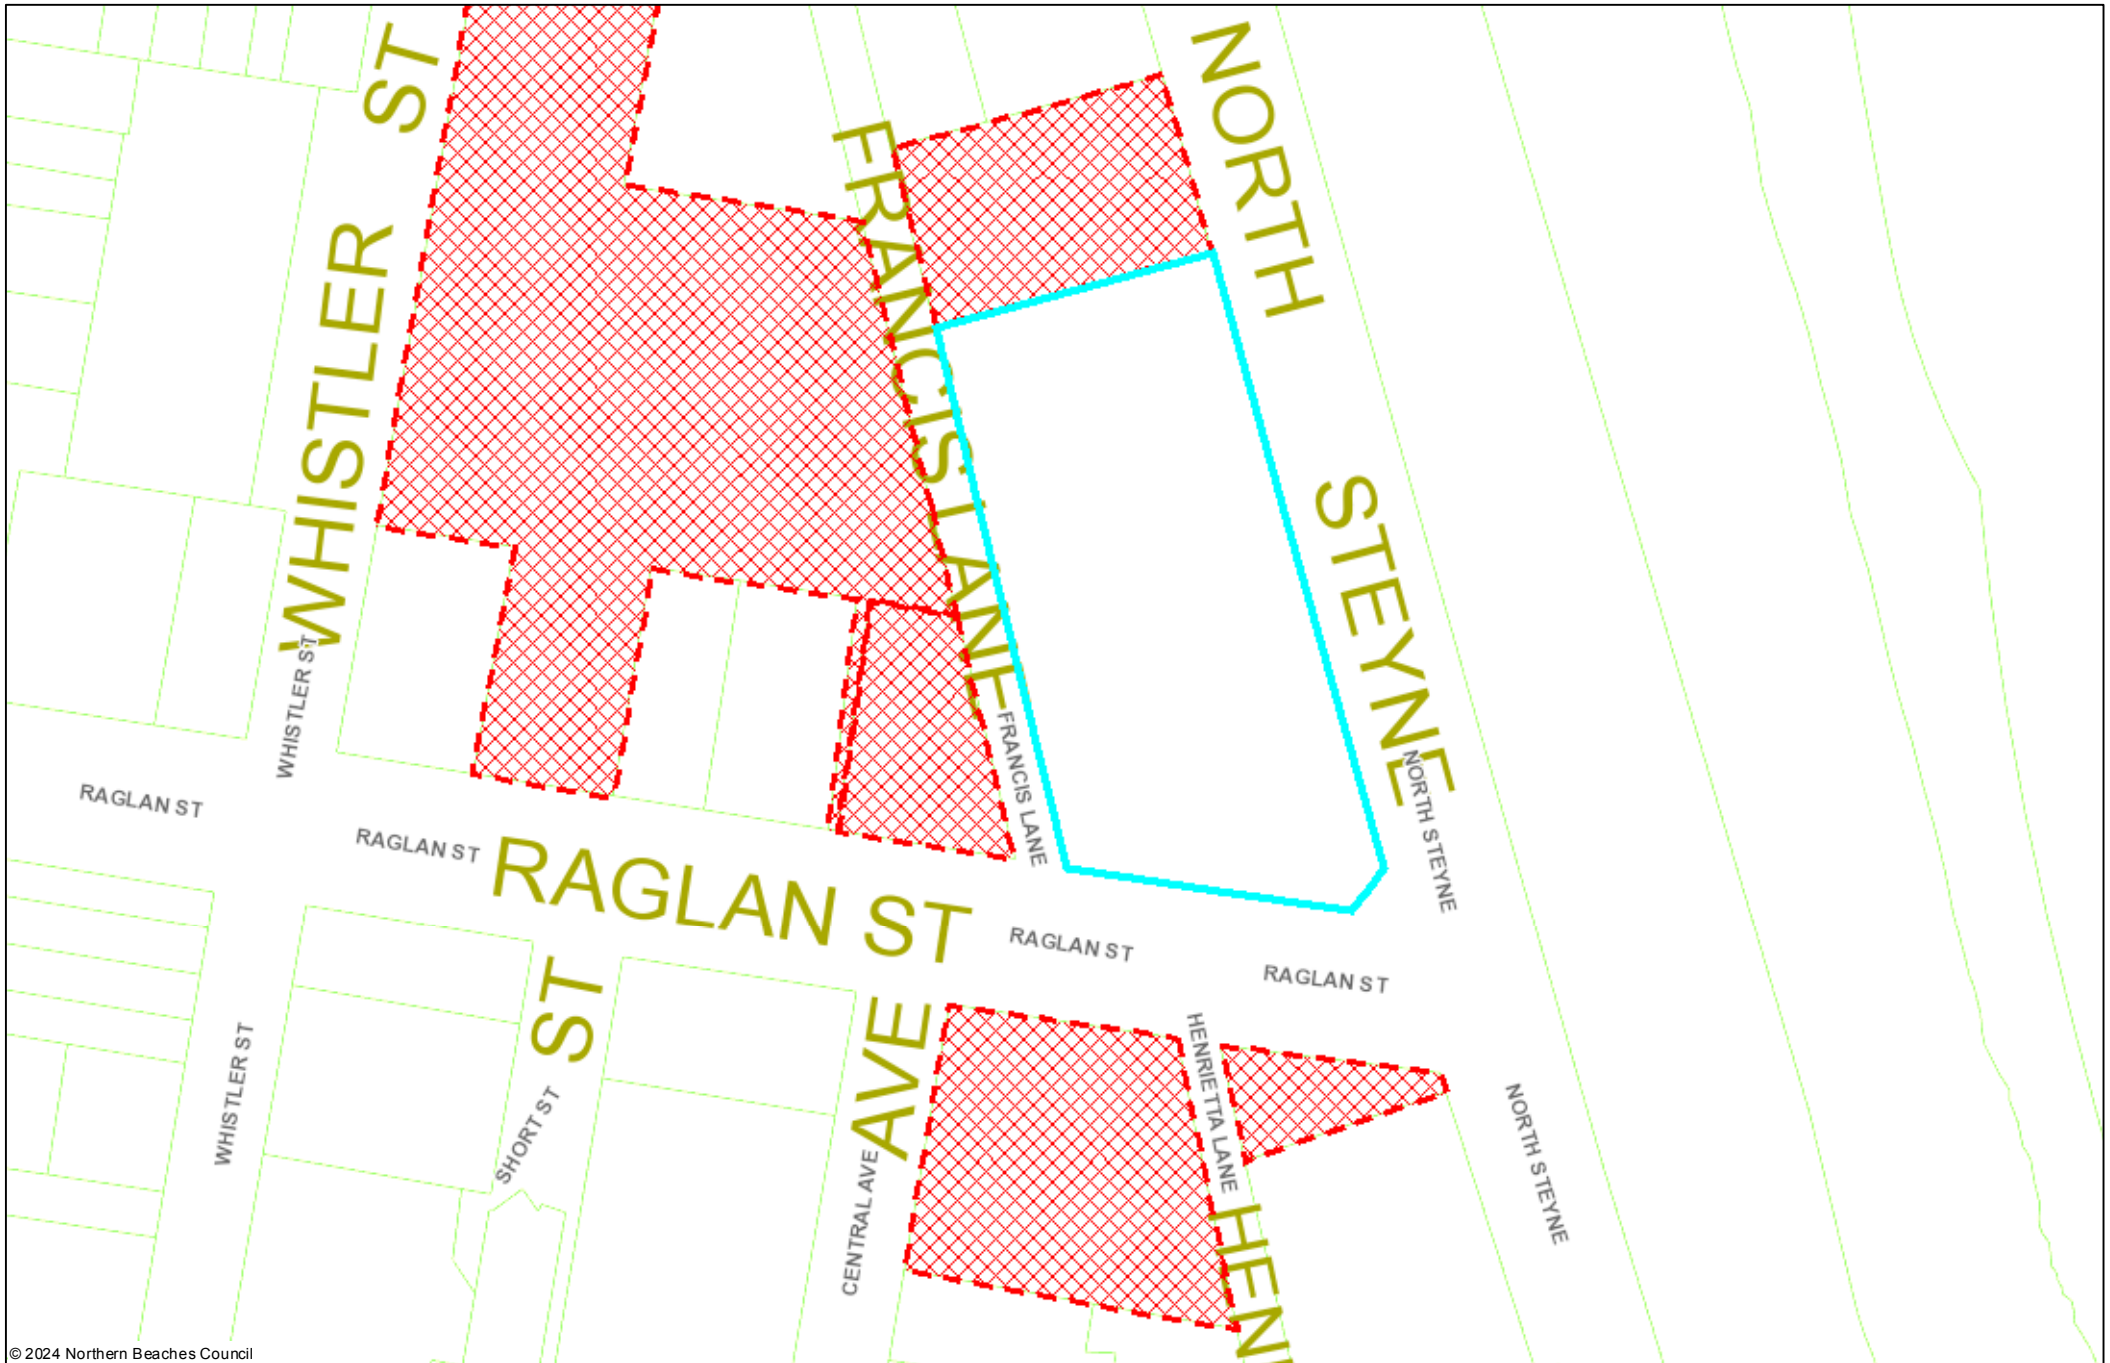 WHISTLER ST
FRANCIS LANE
NORTH STEYNE
WHISTLER ST
RAGLAN ST
RAGLAN ST
RAGLAN ST
FRANCIS LANE
NORTH STEYNE
RAGLAN ST
RAGLAN ST
ST
AVE
WHISTLER ST
SHORT ST
CENTRAL AVE
HENRIETTA LANE
HEN
NORTH STEYNE
© 2024 Northern Beaches Council